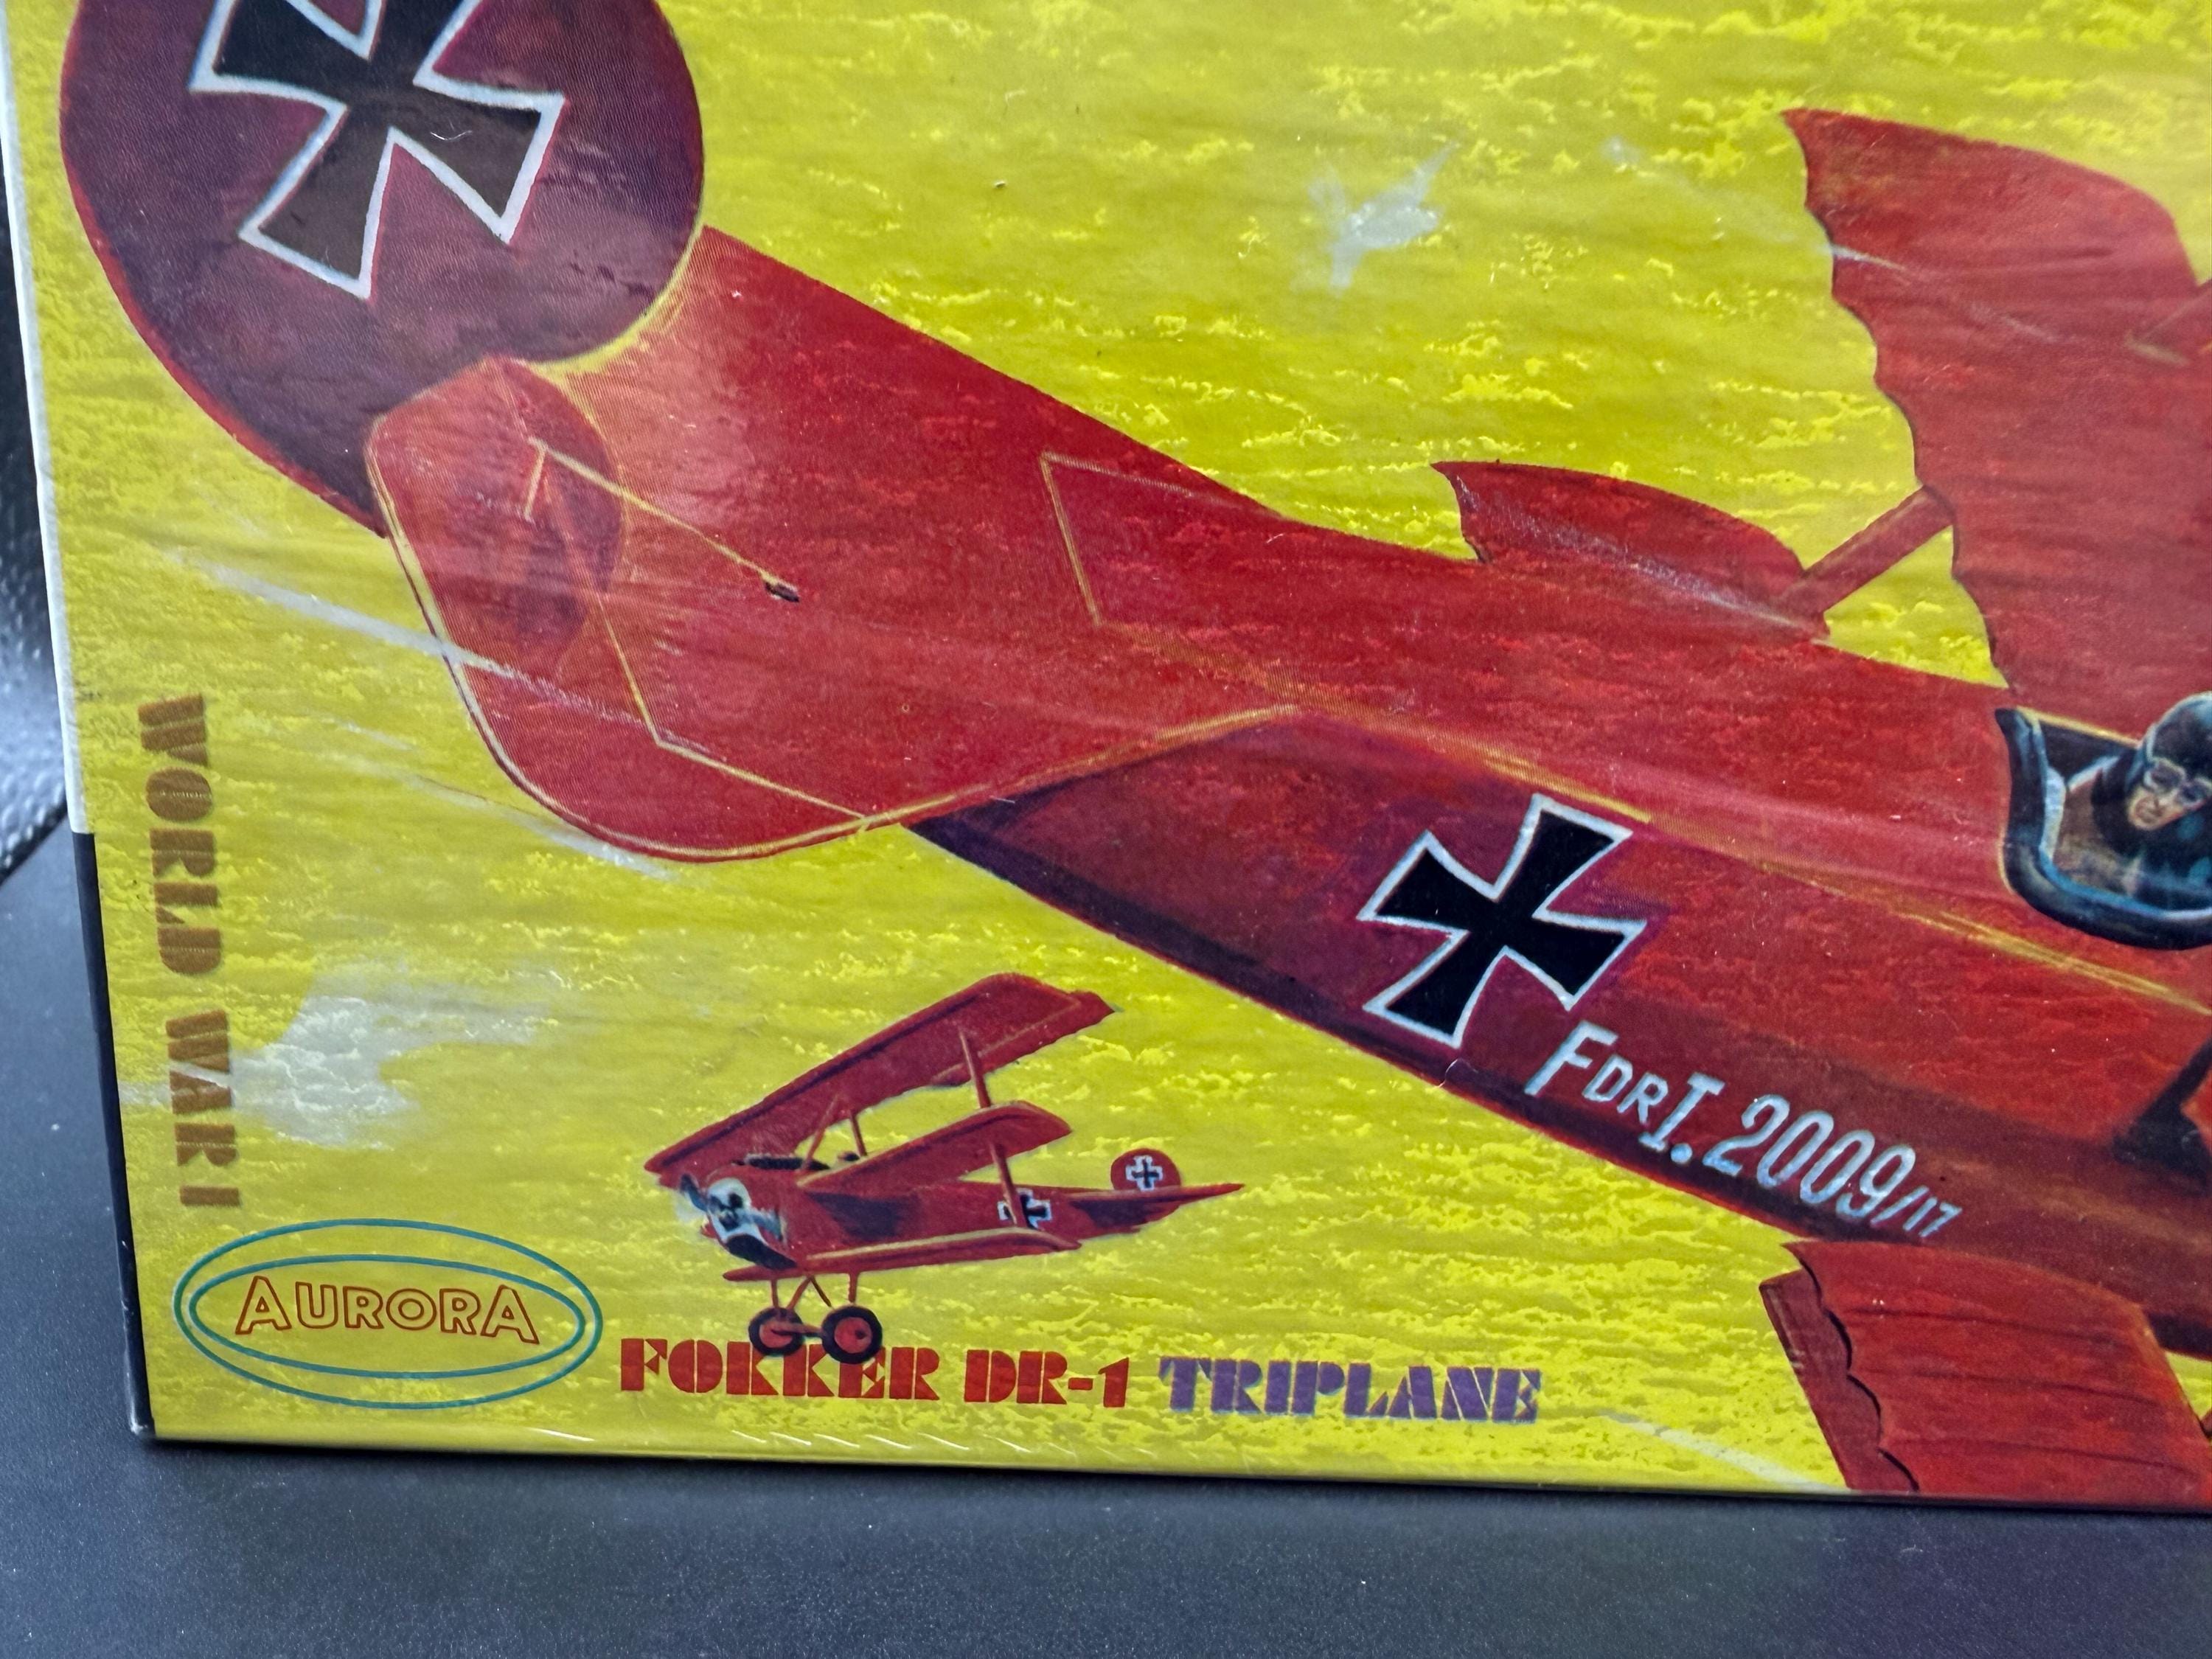 WORLD WAR I
FDR I. 2009/17
AURORA
FOKKER DR-1 TRIPLANE